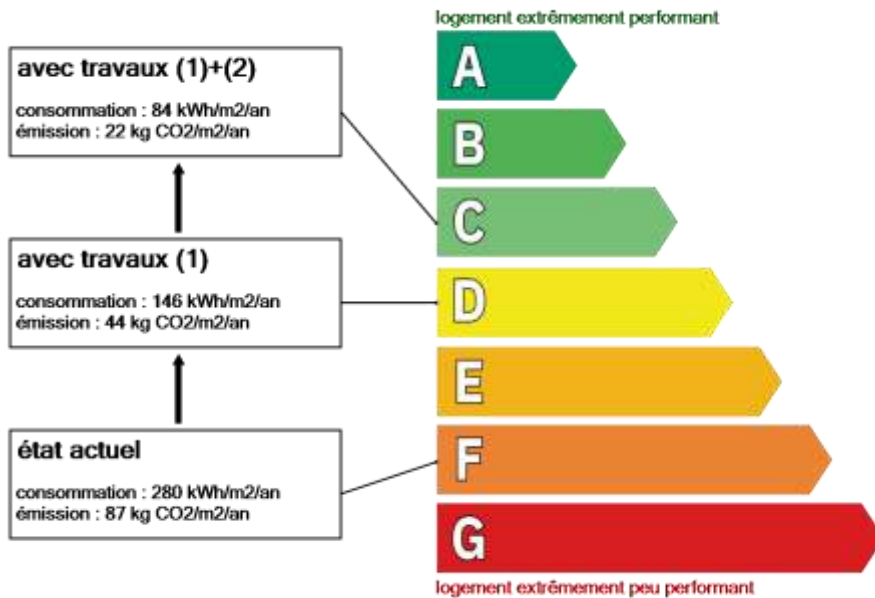 logement extrêmement performant
avec travaux (1)+(2)
consommation : 84 kWh/m2/an
émission : 22 kg CO2/m2/an
avec travaux (1)
consommation : 146 kWh/m2/an
émission : 44 kg CO2/m2/an
état actuel
consommation : 280 kWh/m2/an
émission : 87 kg CO2/m2/an
A
B
C
D
E
F
G
logement extrêmement peu performant